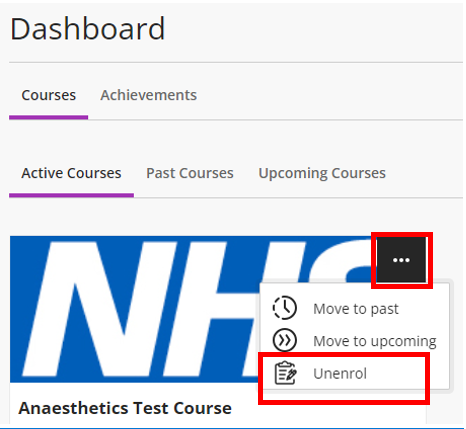 Dashboard
Courses Achievements
Active Courses Past Courses Upcoming Courses
NHS
Move to past
Move to upcoming
Unenrol
Anaesthetics Test Course